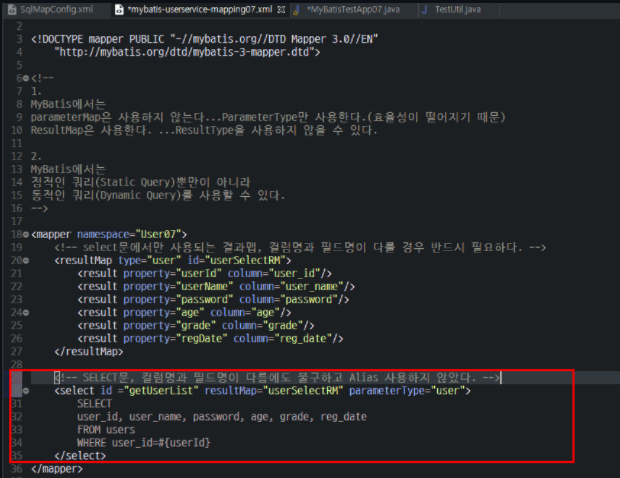 SqlMapConfig.xml *mybatis-userservice-mapping07.xml *MyBatisTestApp07.java TestUtil.java
2
3 <!DOCTYPE mapper PUBLIC "-//mybatis.org//DTD Mapper 3.0//EN"
4 "http://mybatis.org/dtd/mybatis-3-mapper.dtd">
5
6 <!--
7 1.
8 MyBatis에서는
9 parameterMap은 사용하지 않는다...ParameterType만 사용한다.(효율성이 떨어지기 때문)
10 ResultMap은 사용한다. ...ResultType을 사용하지 않을 수 있다.
11
12 2.
13 MyBatis에서는
14 정적인 쿼리(Static Query)뿐만이 아니라
15 동적인 쿼리(Dynamic Query)를 사용할 수 있다.
16 -->
17
18 <mapper namespace="User07">
19 <!-- select문에서만 사용되는 결과맵, 컬럼명과 필드명이 다를 경우 반드시 필요하다. -->
20 <resultMap type="user" id="userSelectRM">
21 <result property="userId" column="user_id"/>
22 <result property="userName" column="user_name"/>
23 <result property="password" column="password"/>
24 <result property="age" column="age"/>
25 <result property="grade" column="grade"/>
26 <result property="regDate" column="reg_date"/>
27 </resultMap>
28
<!-- SELECT문, 컬럼명과 필드명이 다름에도 불구하고 Alias 사용하지 않았다. -->
<select id ="getUserList" resultMap="userSelectRM" parameterType="user">
31 SELECT
32 user_id, user_name, password, age, grade, reg_date
33 FROM users
34 WHERE user_id=#{userId}
35 </select>
36 </mapper>